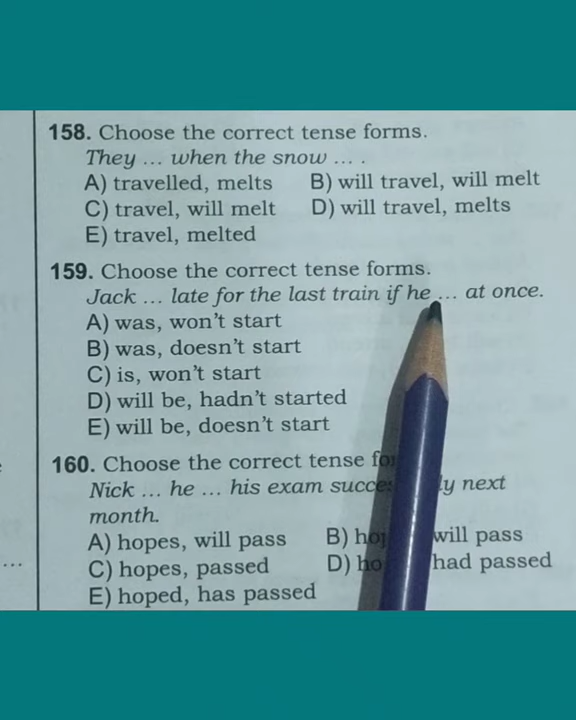 158. Choose the correct tense forms.
They ... when the snow ... .
A) travelled, melts B) will travel, will melt
C) travel, will melt D) will travel, melts
E) travel, melted
159. Choose the correct tense forms.
Jack ... late for the last train if he ... at once.
A) was, won't start
B) was, doesn't start
C) is, won't start
D) will be, hadn't started
E) will be, doesn't start
160. Choose the correct tense
Nick ... he ... his exam next
month.
A) hopes, will pass B) will pass
C) hopes, passed D) had passed
E) hoped, has passed
...